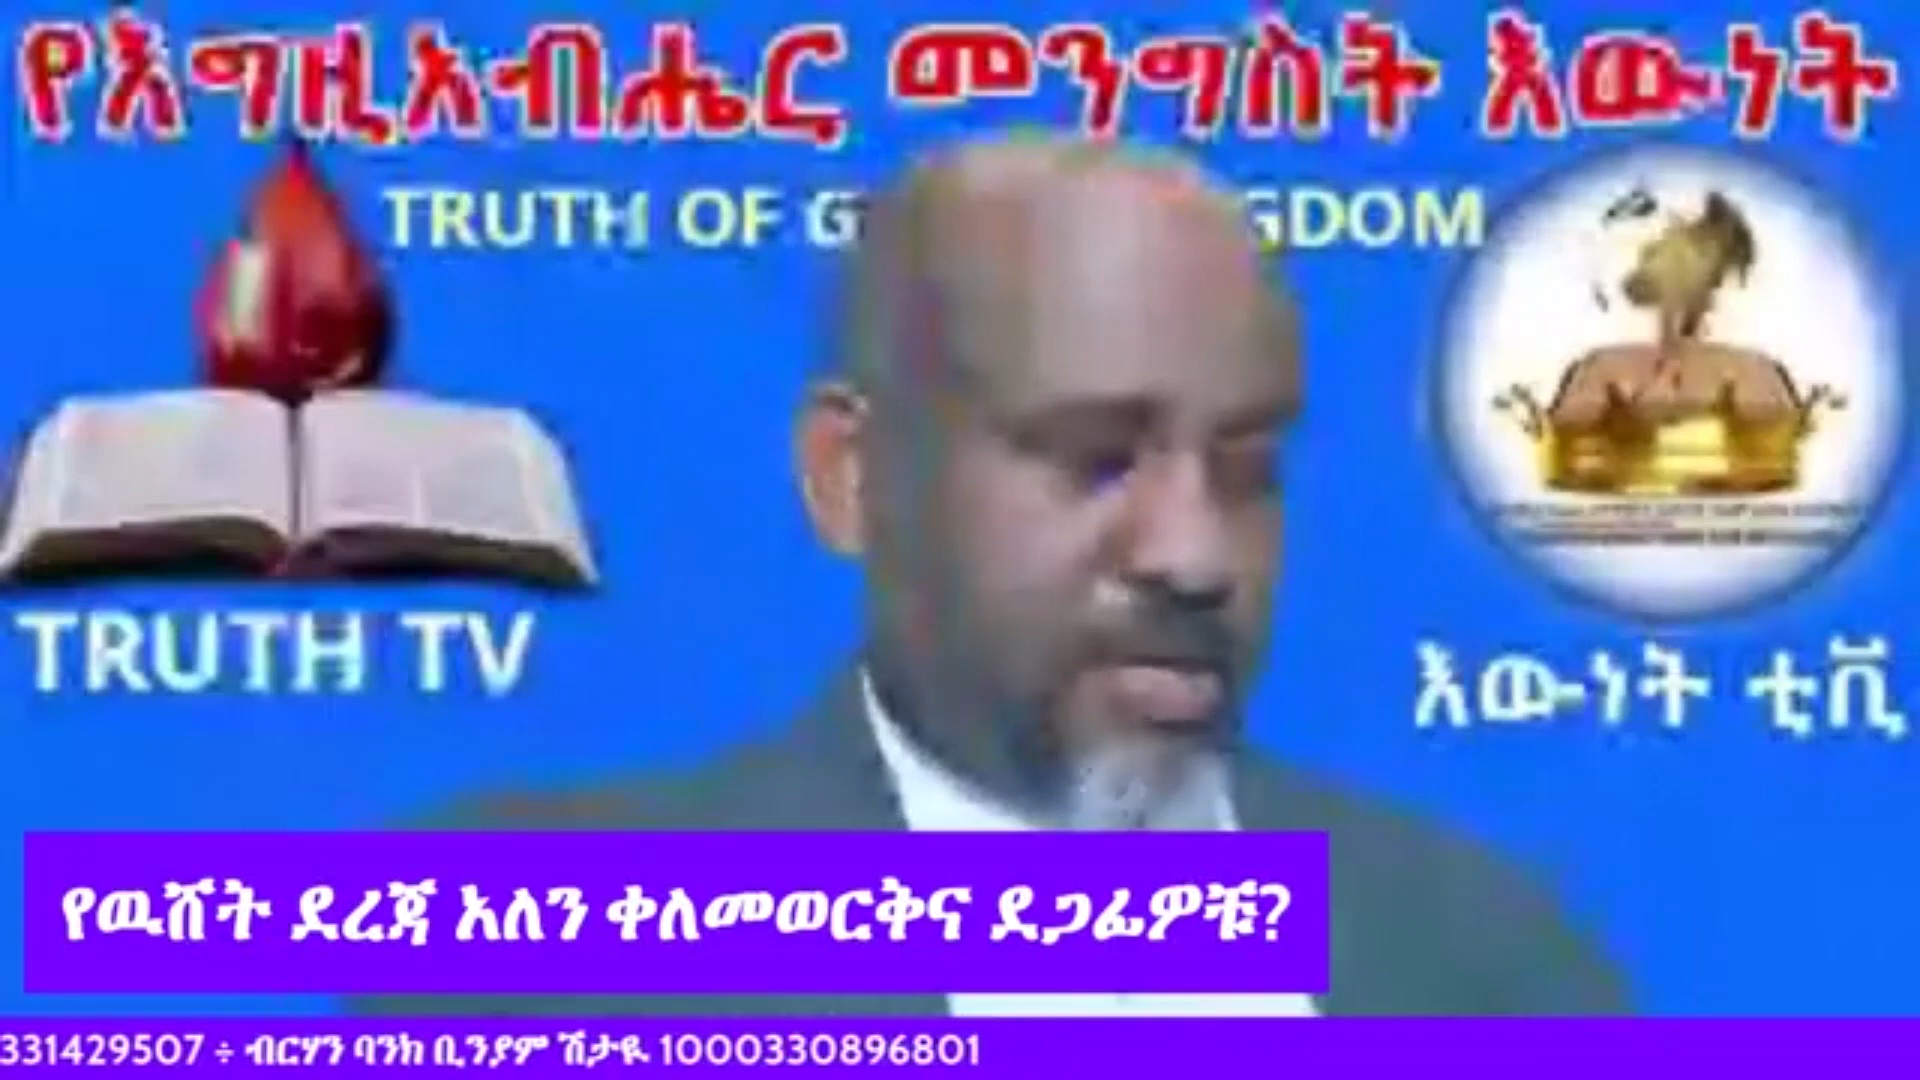 የእግዚአብሔር መንግስት እውነት
TRUTH OF G GDOM
TRUTH TV
እውነት ቲቪ
የዉሸት ደረጃ አለን ቀለመወርቅና ደጋፊዎቹ?
331429507 ÷ ብርሃን ባንክ ቢንያም ሽታዬ 1000330896801